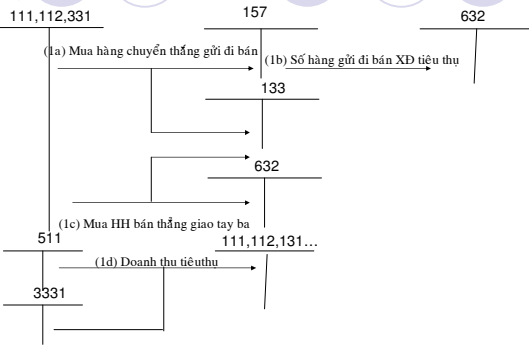 111,112,331
157
632
(1a) Mua hàng chuyển thẳng gửi đi bán
(1b) Số hàng gửi đi bán XĐ tiêu thụ
133
632
(1c) Mua HH bán thẳng giao tay ba
511
111,112,131…
(1d) Doanh thu tiêuthụ
3331